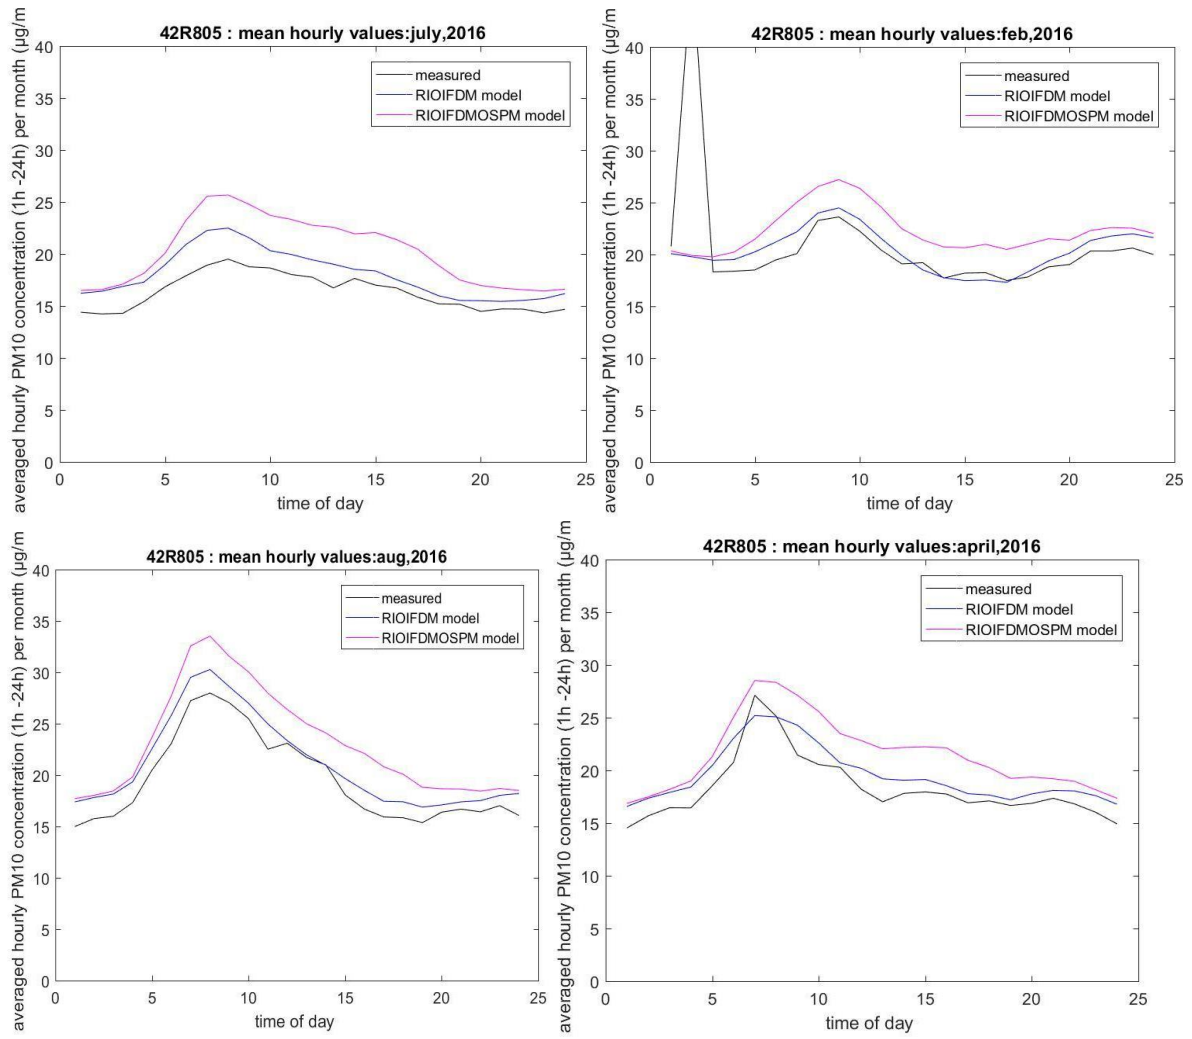 42R805 : mean hourly values:july,2016
averaged hourly PM10 concentration (1h -24h) per month (µg/m
40
35
30
25
20
15
10
5
0
measured
RIOIFDM model
RIOIFDMOSPM model
0 5 10 15 20 25
time of day
42R805 : mean hourly values:feb,2016
averaged hourly PM10 concentration (1h -24h) per month (µg/m
40
35
30
25
20
15
10
5
0
measured
RIOIFDM model
RIOIFDMOSPM model
0 5 10 15 20 25
time of day
42R805 : mean hourly values:aug,2016
averaged hourly PM10 concentration (1h -24h) per month (µg/m
40
35
30
25
20
15
10
5
0
measured
RIOIFDM model
RIOIFDMOSPM model
0 5 10 15 20 25
time of day
42R805 : mean hourly values:april,2016
averaged hourly PM10 concentration (1h -24h) per month (µg/m
40
35
30
25
20
15
10
5
0
measured
RIOIFDM model
RIOIFDMOSPM model
0 5 10 15 20 25
time of day